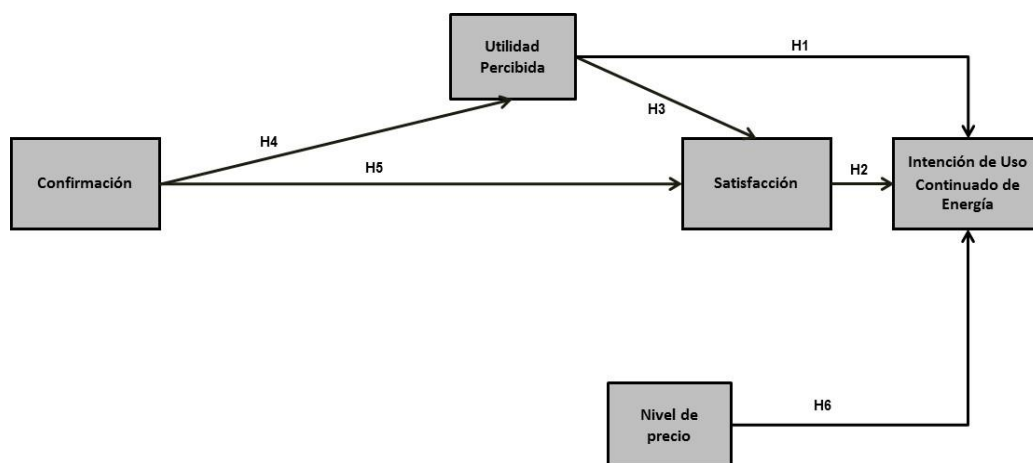 Utilidad
Percibida
H1
H3
H4
Confirmación
H5
Satisfacción
H2
Intención de Uso
Continuado de
Energía
Nivel de
precio
H6